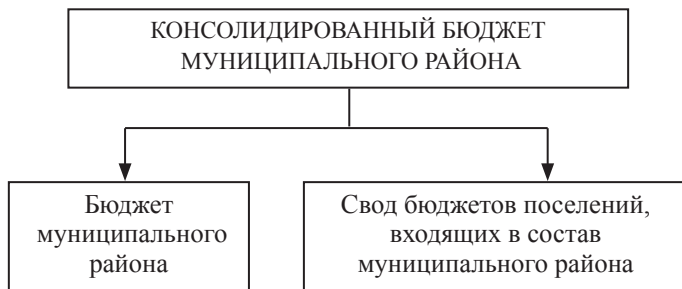 КОНСОЛИДИРОВАННЫЙ БЮДЖЕТ
МУНИЦИПАЛЬНОГО РАЙОНА
Бюджет
муниципального
района
Свод бюджетов поселений,
входящих в состав
муниципального района